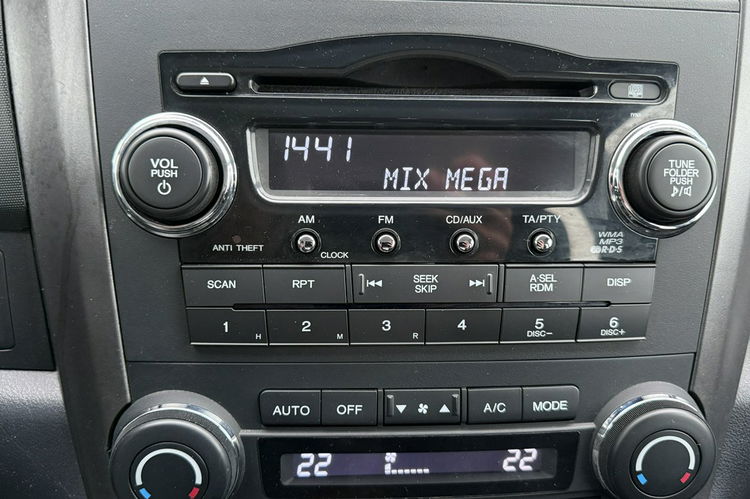 1441
MIX MEGA
VOL
PUSH
TUNE
FOLDER
PUSH
AM FM CD/AUX TA/PTY
ANTI THEFT CLOCK
WMA
MP3
R·D·S
SCAN RPT SEEK SKIP A·SEL RDM DISP
1 H 2 M 3 R 4 5 DISC− 6 DISC+
AUTO OFF A/C MODE
22 22